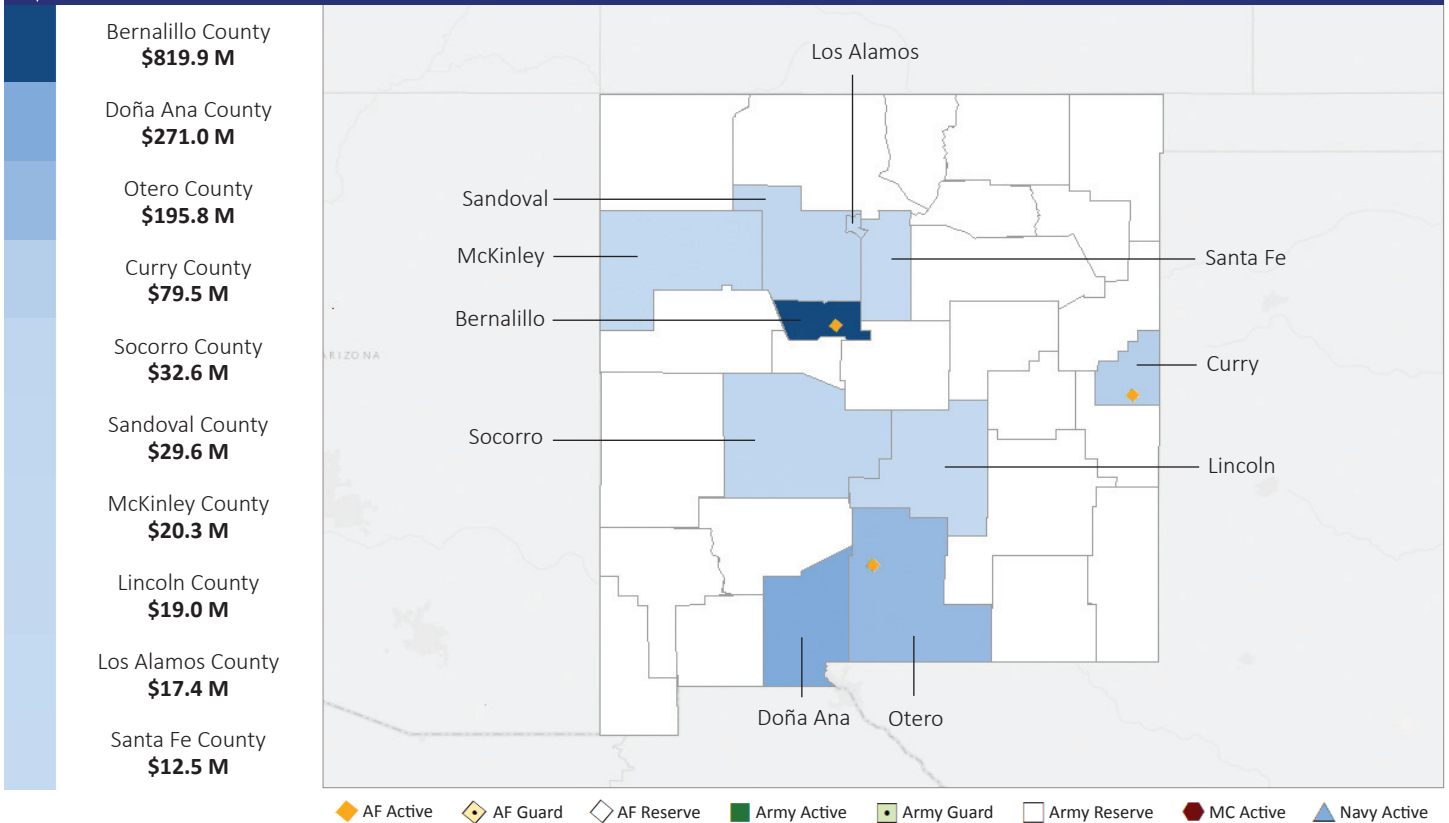 Bernalillo County
$819.9 M
Doña Ana County
$271.0 M
Otero County
$195.8 M
Curry County
$79.5 M
Socorro County
$32.6 M
Sandoval County
$29.6 M
McKinley County
$20.3 M
Lincoln County
$19.0 M
Los Alamos County
$17.4 M
Santa Fe County
$12.5 M
Los Alamos
Sandoval
McKinley
Santa Fe
Bernalillo
ARIZONA
Curry
Socorro
Lincoln
Doña Ana
Otero
AF Active AF Guard AF Reserve Army Active Army Guard Army Reserve MC Active Navy Active